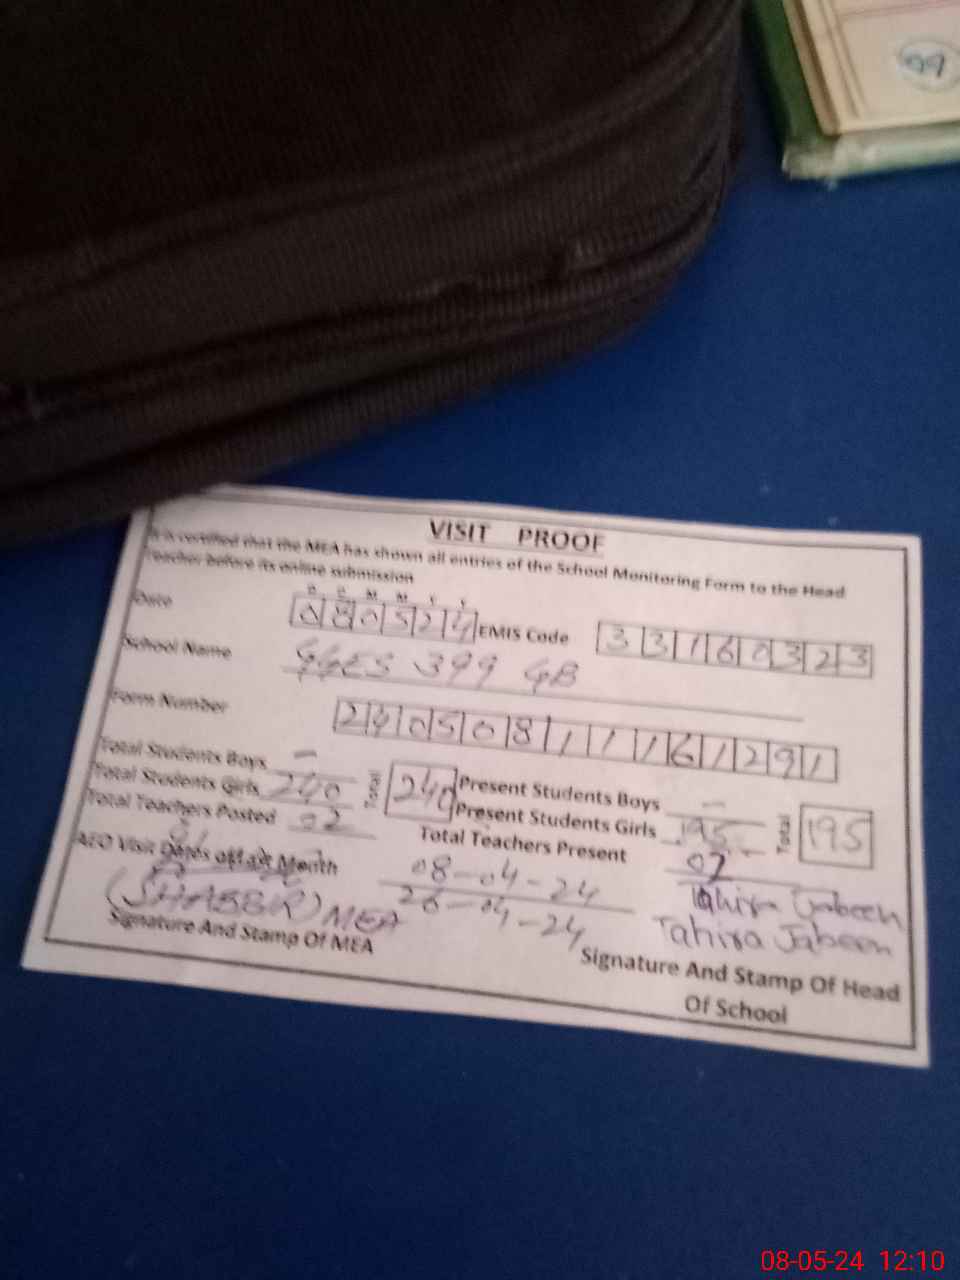 99
VISIT PROOF
It is certified that the MEA has shown all entries of the School Monitoring Form to the Head
Teacher before its online submission
D D M M Y Y
Date 080524 EMIS Code 33160323
School Name GGES 399 GB
Form Number 24050811161291
Total Students Boys - Present Students Boys -
Total Students Girls 240 Total 240 Present Students Girls 195 Total 195
Total Teachers Posted 02 Total Teachers Present 02
AEO Visit Dates of Last Month 08-04-24
26-04-24
(SHABBIR) MEA
Tahira Jabeen
Tahira Jabeen
Signature And Stamp Of MEA
Signature And Stamp Of Head
Of School
08-05-24 12:10